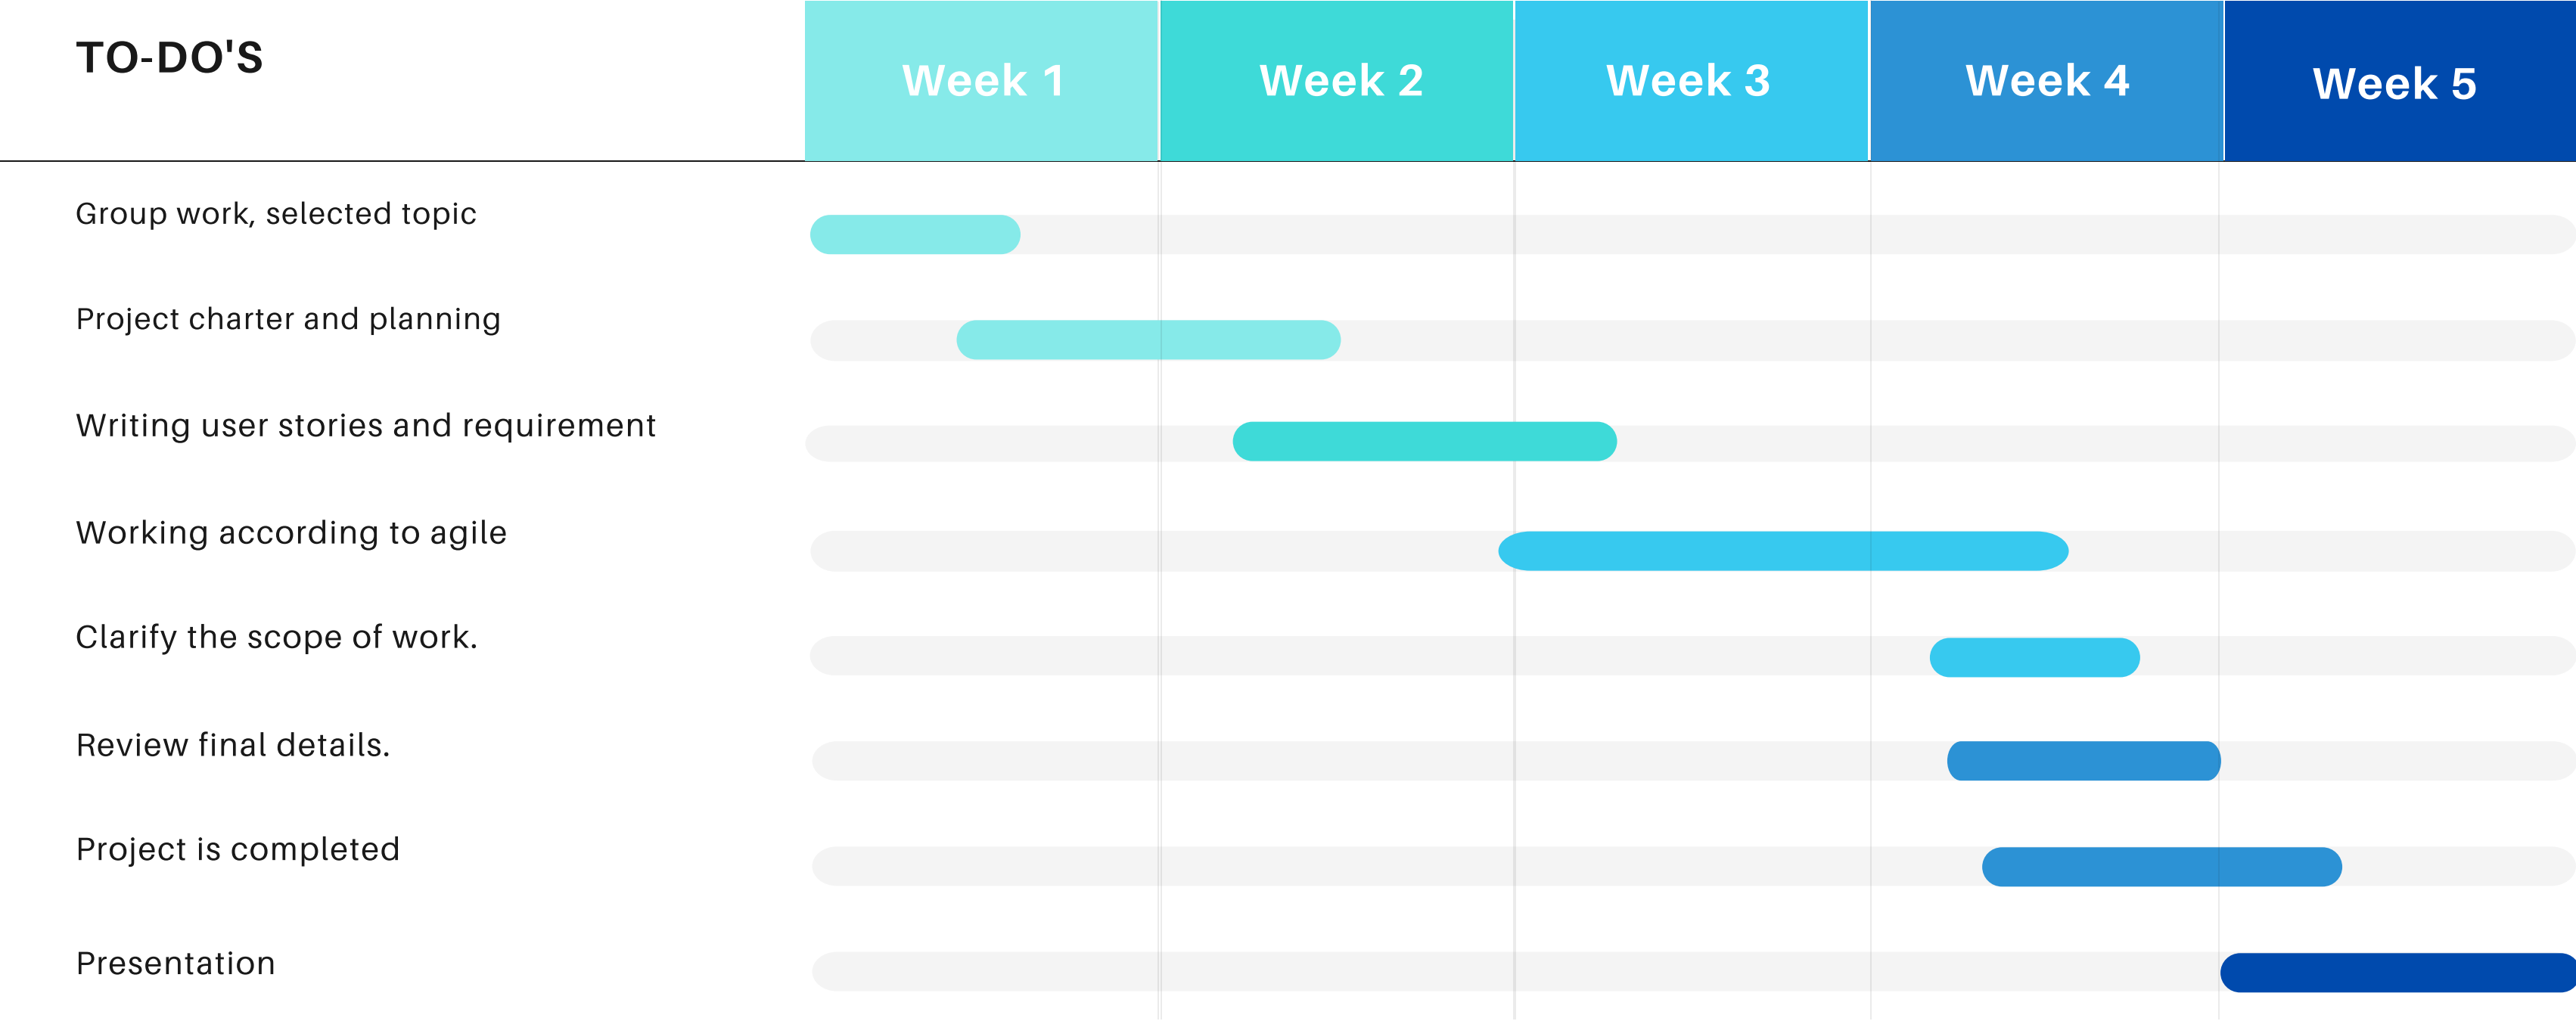 TO-DO'S
Week 1
Week 2
Week 3
Week 4
Week 5
Group work, selected topic
Project charter and planning
Writing user stories and requirement
Working according to agile
Clarify the scope of work.
Review final details.
Project is completed
Presentation